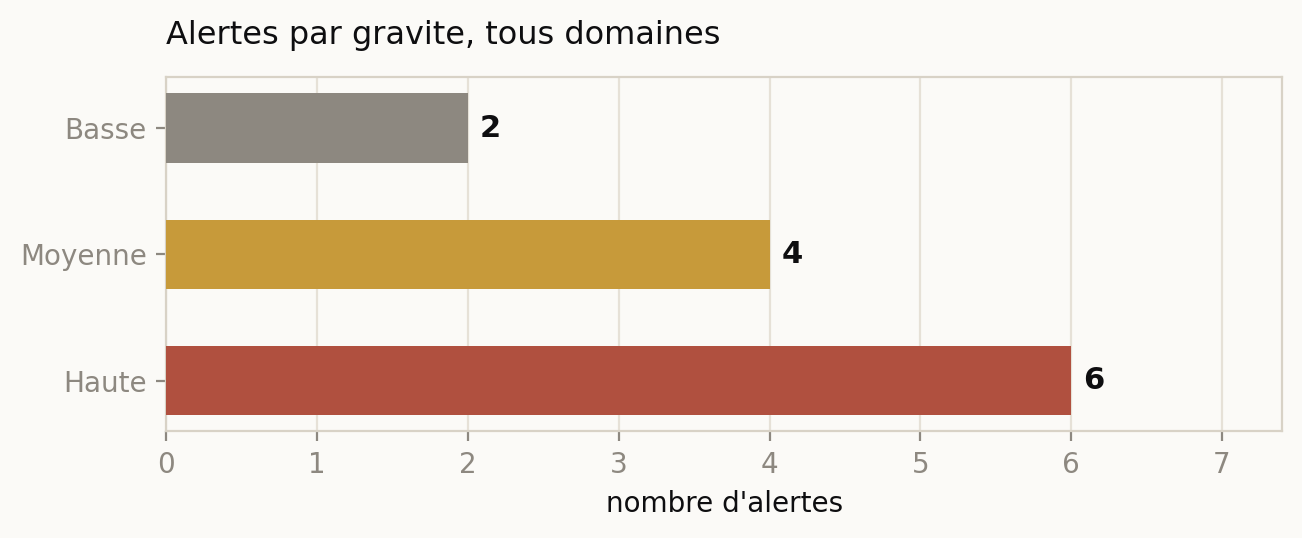 Alertes par gravite, tous domaines
Basse
2
Moyenne
4
Haute
6
0 1 2 3 4 5 6 7
nombre d'alertes